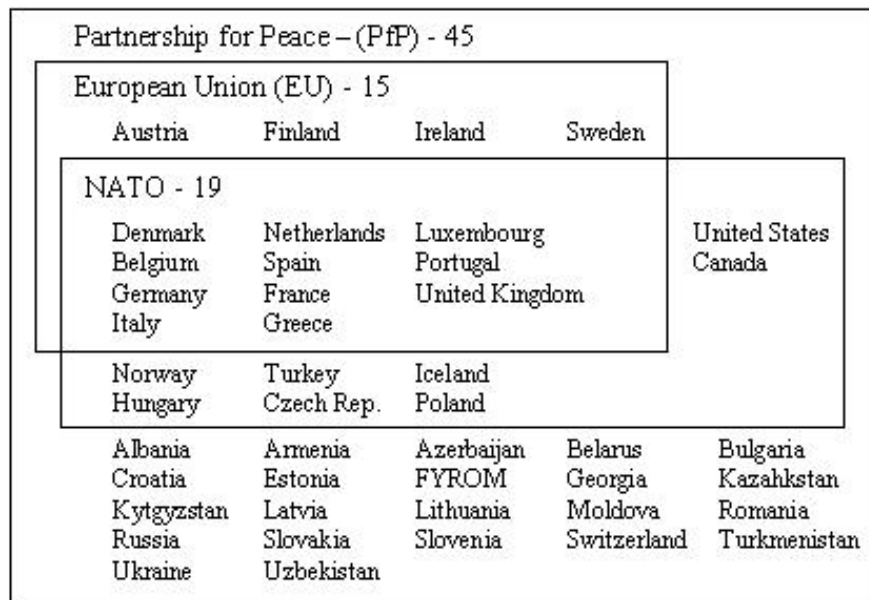 Partnership for Peace – (PfP) - 45
European Union (EU) - 15
Austria Finland Ireland Sweden
NATO - 19
Denmark Netherlands Luxembourg United States
Belgium Spain Portugal Canada
Germany France United Kingdom
Italy Greece
Norway Turkey Iceland
Hungary Czech Rep. Poland
Albania Armenia Azerbaijan Belarus Bulgaria
Croatia Estonia FYROM Georgia Kazahkstan
Kytgyzstan Latvia Lithuania Moldova Romania
Russia Slovakia Slovenia Switzerland Turkmenistan
Ukraine Uzbekistan